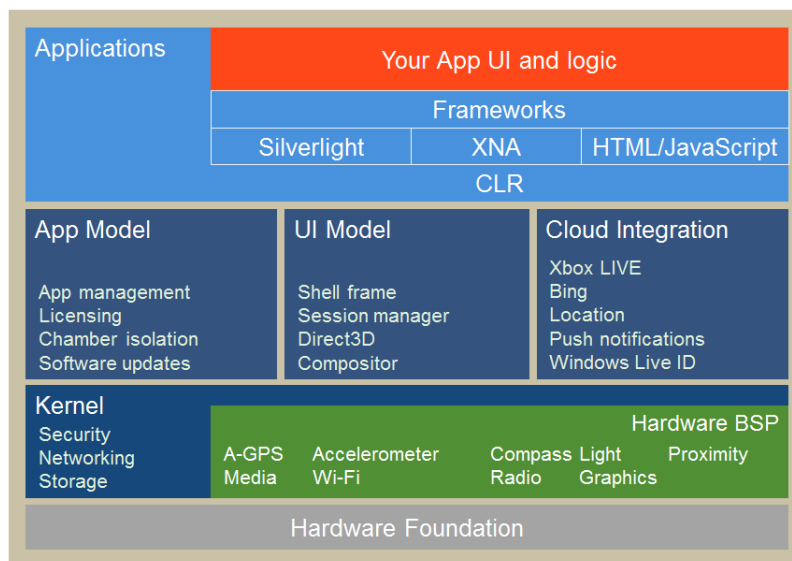 Applications
Your App UI and logic
Frameworks
Silverlight
XNA
HTML/JavaScript
CLR
App Model
App management
Licensing
Chamber isolation
Software updates
UI Model
Shell frame
Session manager
Direct3D
Compositor
Cloud Integration
Xbox LIVE
Bing
Location
Push notifications
Windows Live ID
Kernel
Security
Networking
Storage
Hardware BSP
A-GPS Accelerometer Compass Light Proximity
Media Wi-Fi Radio Graphics
Hardware Foundation